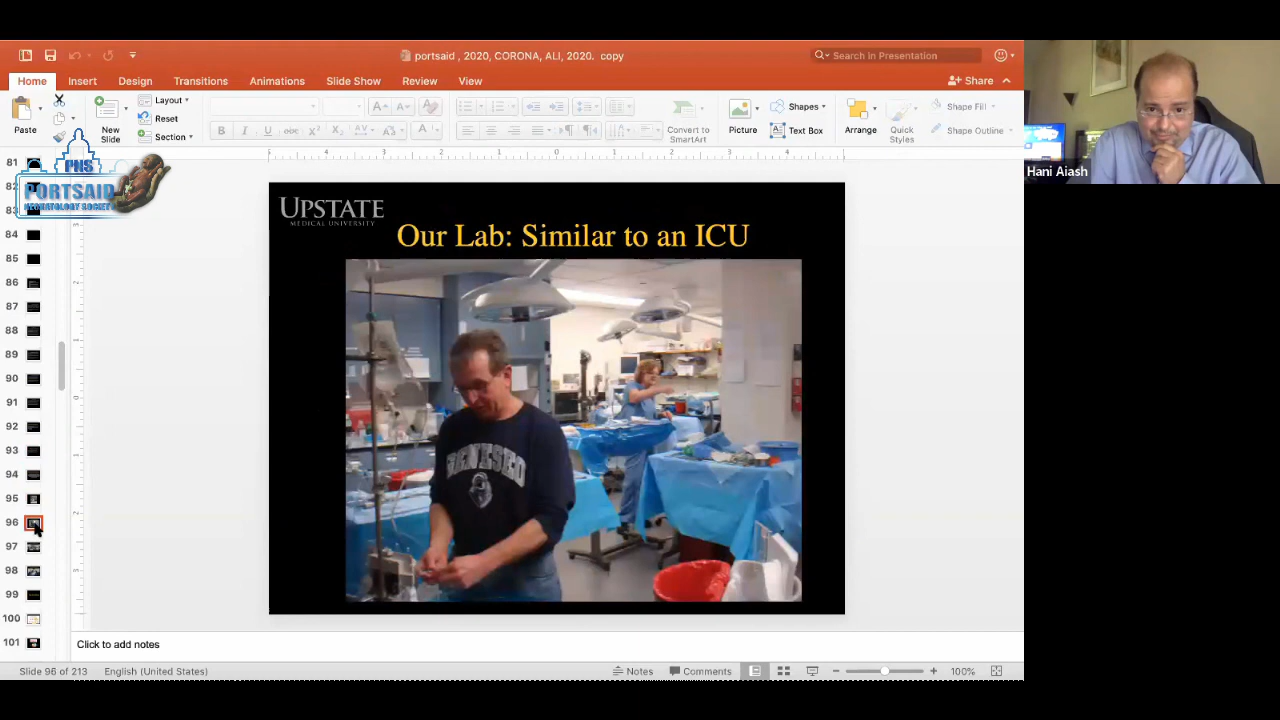 portsaid , 2020, CORONA, ALI, 2020. copy
Search In Presentation
Home Insert Design Transitions Animations Slide Show Review View
Share
Paste
New
Slide
Layout
Reset
Section
Convert to
SmartArt
Picture
Shapes
Text Box
Arrange
Quick
Styles
Shape Fill
Shape Outline
Hani Aiash
PNS
PORTSAID
NEONATOLOGY SOCIETY
81
82
83
84
85
86
87
88
89
90
91
92
93
94
95
96
97
98
99
100
101
UPSTATE
MEDICAL UNIVERSITY
Our Lab: Similar to an ICU
GENESEO
Click to add notes
Slide 96 of 213
English (United States)
Notes
Comments
100%